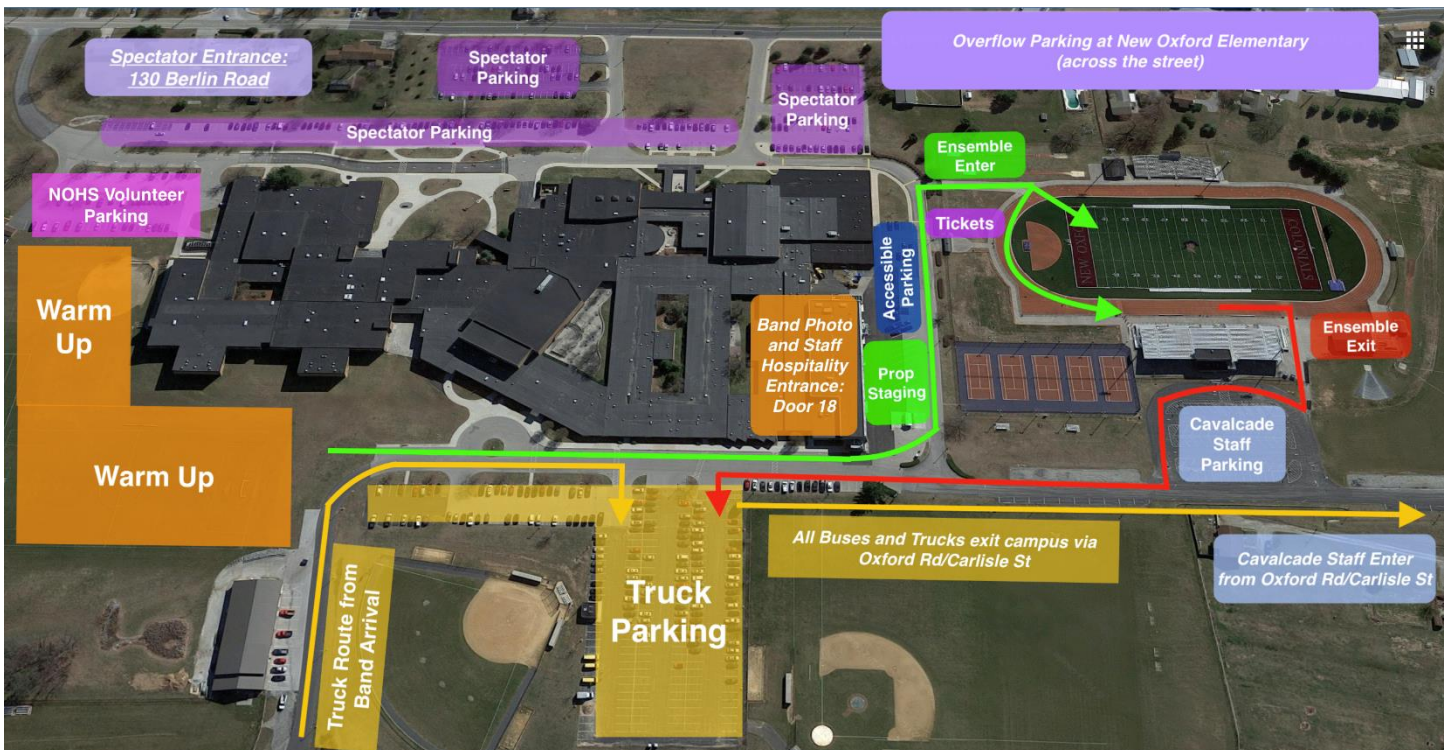 Spectator Entrance:
130 Berlin Road
Spectator
Parking
Overflow Parking at New Oxford Elementary
(across the street)
Spectator Parking
Spectator
Parking
Ensemble
Enter
NOHS Volunteer
Parking
Tickets
NEW OXFORD
COLONIALS
Accessible
Parking
Warm
Up
Band Photo
and Staff
Hospitality
Entrance:
Door 18
Ensemble
Exit
Prop
Staging
Cavalcade
Staff
Parking
Warm Up
All Buses and Trucks exit campus via
Oxford Rd/Carlisle St
Cavalcade Staff Enter
from Oxford Rd/Carlisle St
Truck
Parking
Truck Route from
Band Arrival